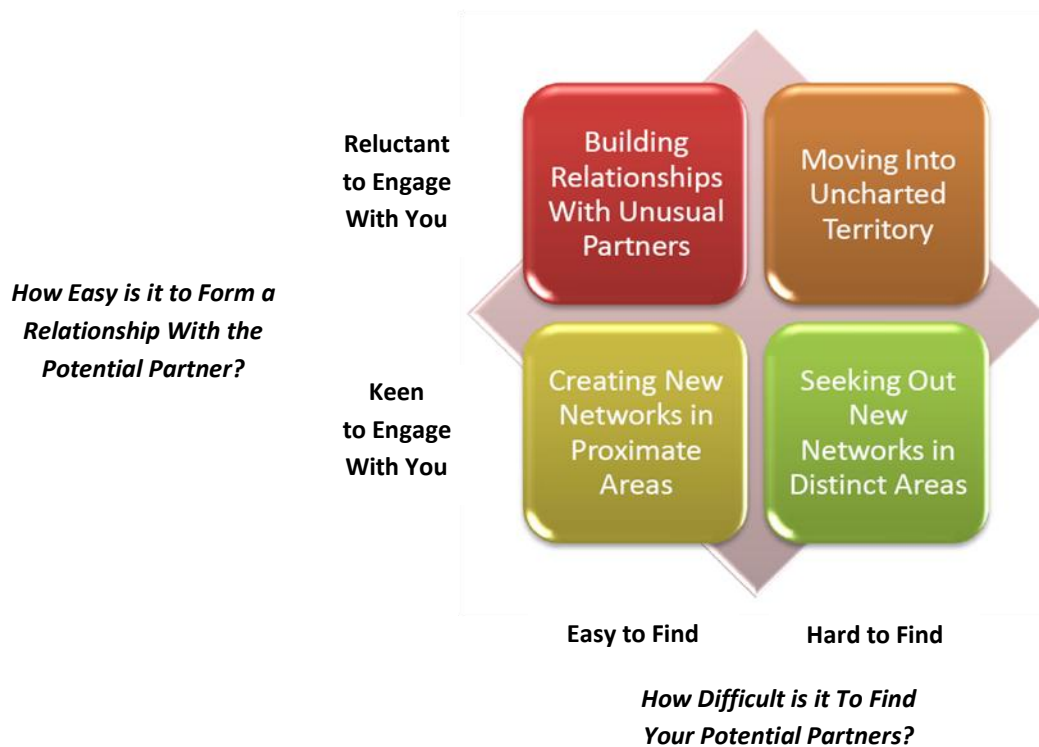 Reluctant
to Engage
With You
Building
Relationships
With Unusual
Partners
Moving Into
Uncharted
Territory
How Easy is it to Form a
Relationship With the
Potential Partner?
Keen
to Engage
With You
Creating New
Networks in
Proximate
Areas
Seeking Out
New
Networks in
Distinct Areas
Easy to Find
Hard to Find
How Difficult is it To Find
Your Potential Partners?